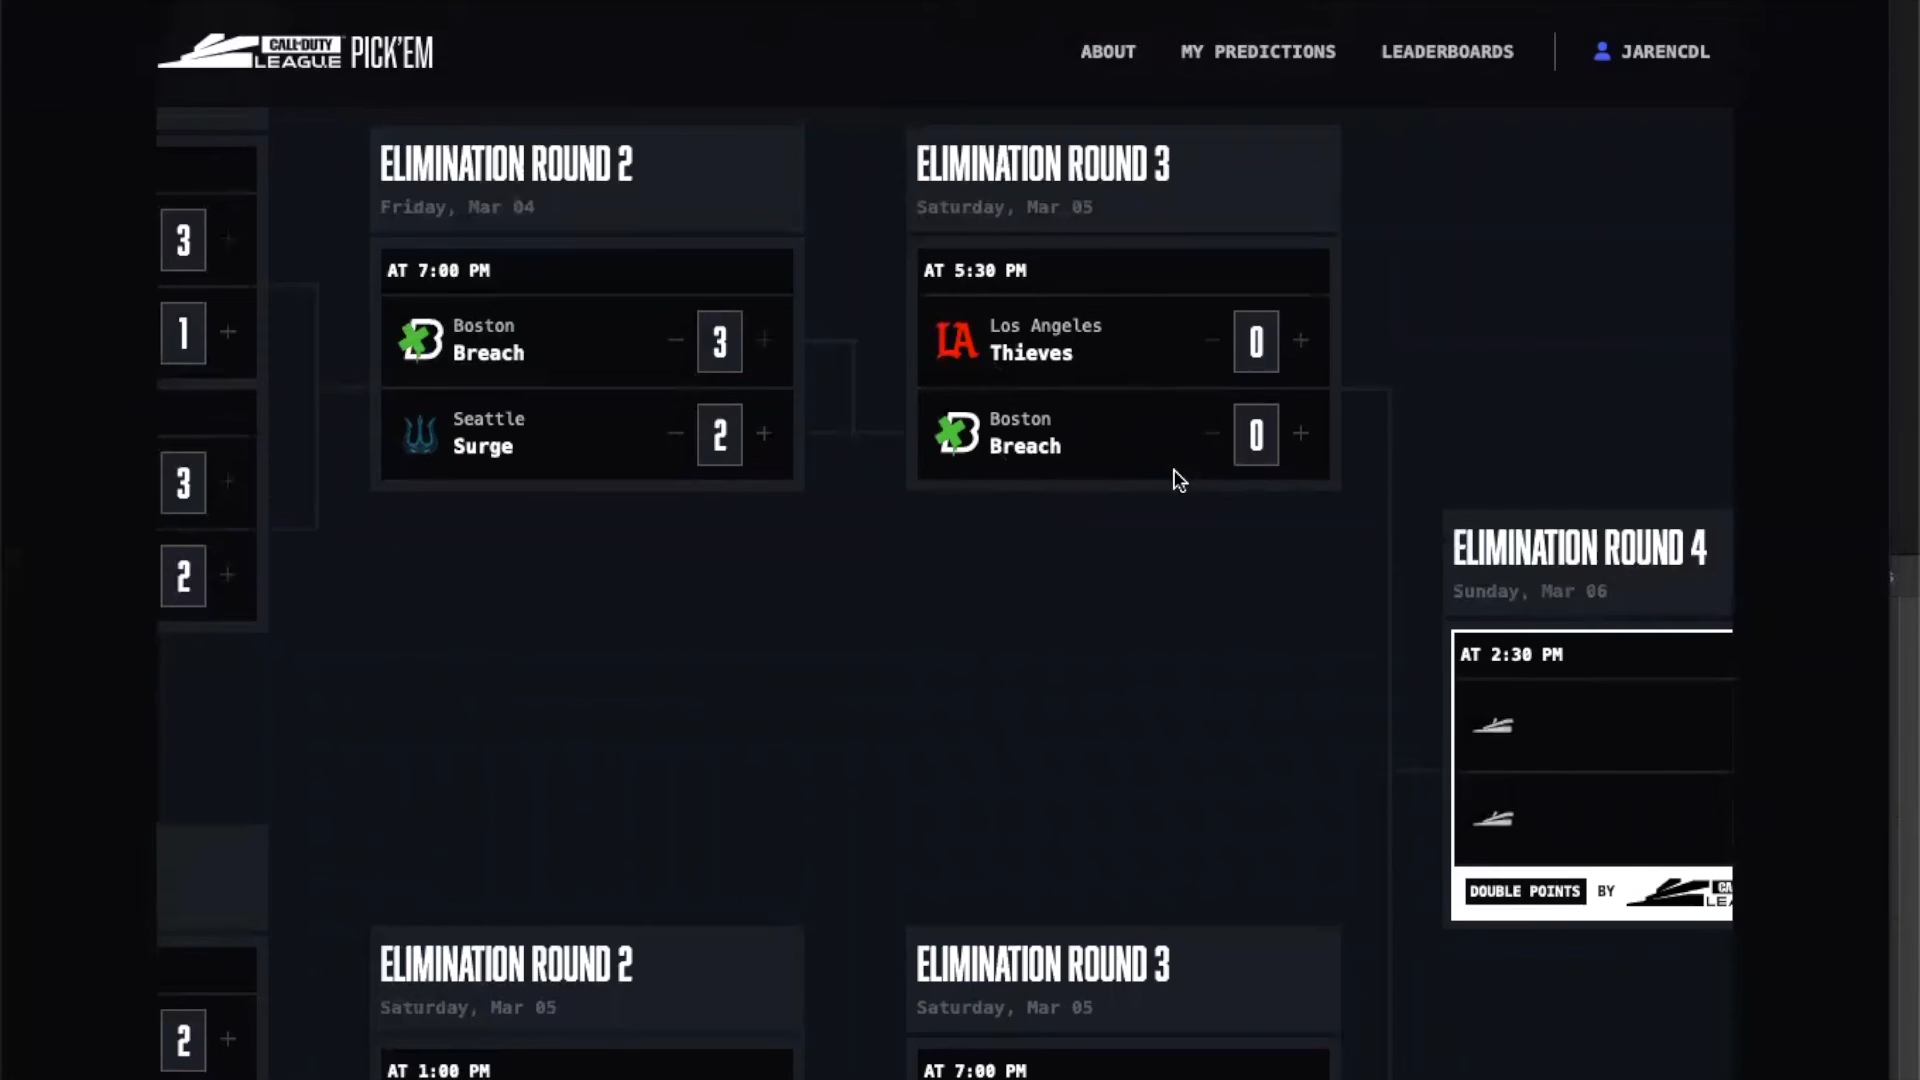 CALL OF DUTY LEAGUE PICK'EM
ABOUT
MY PREDICTIONS
LEADERBOARDS
JARENCDL
3 +
1 +
3 +
2 +
2 +
ELIMINATION ROUND 2
Friday, Mar 04
AT 7:00 PM
Boston
Breach
− 3 +
Seattle
Surge
− 2 +
ELIMINATION ROUND 3
Saturday, Mar 05
AT 5:30 PM
LA
Los Angeles
Thieves
− 0 +
B
Boston
Breach
− 0 +
ELIMINATION ROUND 4
Sunday, Mar 06
AT 2:30 PM
DOUBLE POINTS BY
ELIMINATION ROUND 2
Saturday, Mar 05
AT 1:00 PM
ELIMINATION ROUND 3
Saturday, Mar 05
AT 7:00 PM